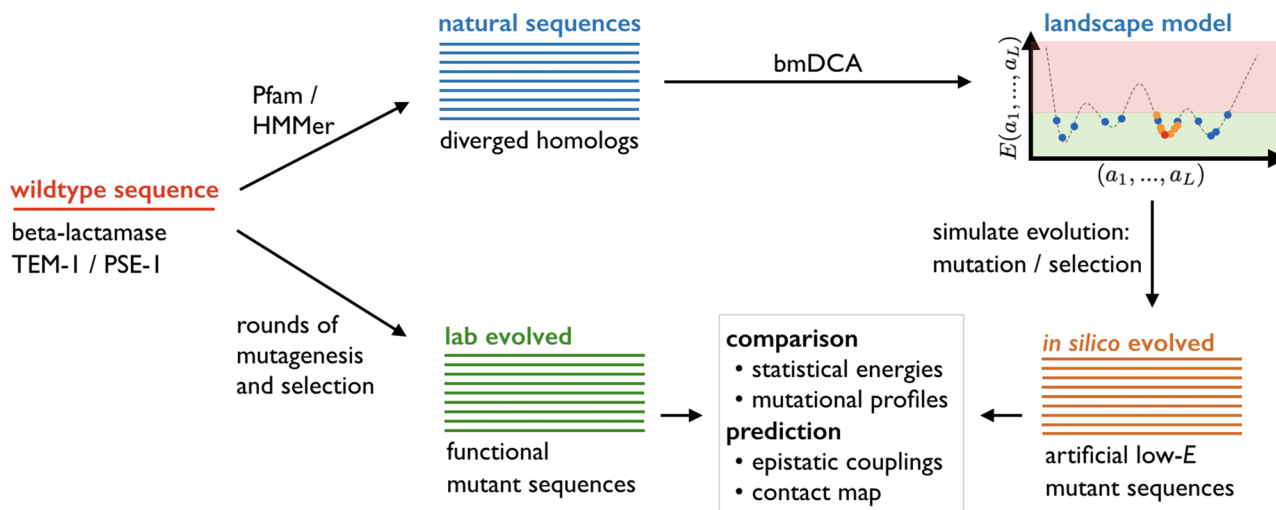 natural sequences
diverged homologs
Pfam /
HMMer
bmDCA
landscape model
E(a₁, ..., a_L)
(a₁, ..., a_L)
wildtype sequence
beta-lactamase
TEM-1 / PSE-1
simulate evolution:
mutation / selection
rounds of
mutagenesis
and selection
lab evolved
functional
mutant sequences
comparison
• statistical energies
• mutational profiles
prediction
• epistatic couplings
• contact map
in silico evolved
artificial low-E
mutant sequences